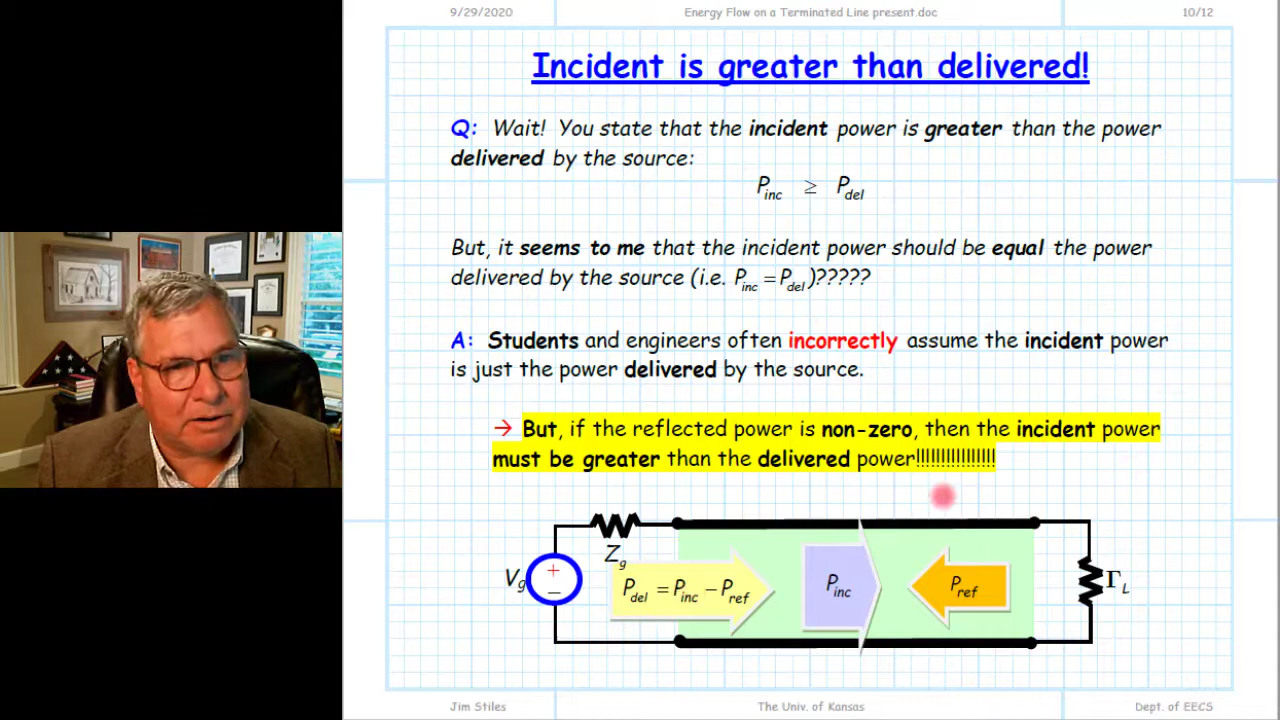 9/29/2020 Energy Flow on a Terminated Line present.doc 10/12
Incident is greater than delivered!
Q: Wait! You state that the incident power is greater than the power
delivered by the source:
P_inc ≥ P_del
But, it seems to me that the incident power should be equal the power
delivered by the source (i.e. P_inc = P_del)?????
A: Students and engineers often incorrectly assume the incident power
is just the power delivered by the source.
→ But, if the reflected power is non-zero, then the incident power
must be greater than the delivered power!!!!!!!!!!!!!!!
Z_g
V_g
+
−
P_del = P_inc − P_ref
P_inc
P_ref
Γ_L
Jim Stiles The Univ. of Kansas Dept. of EECS